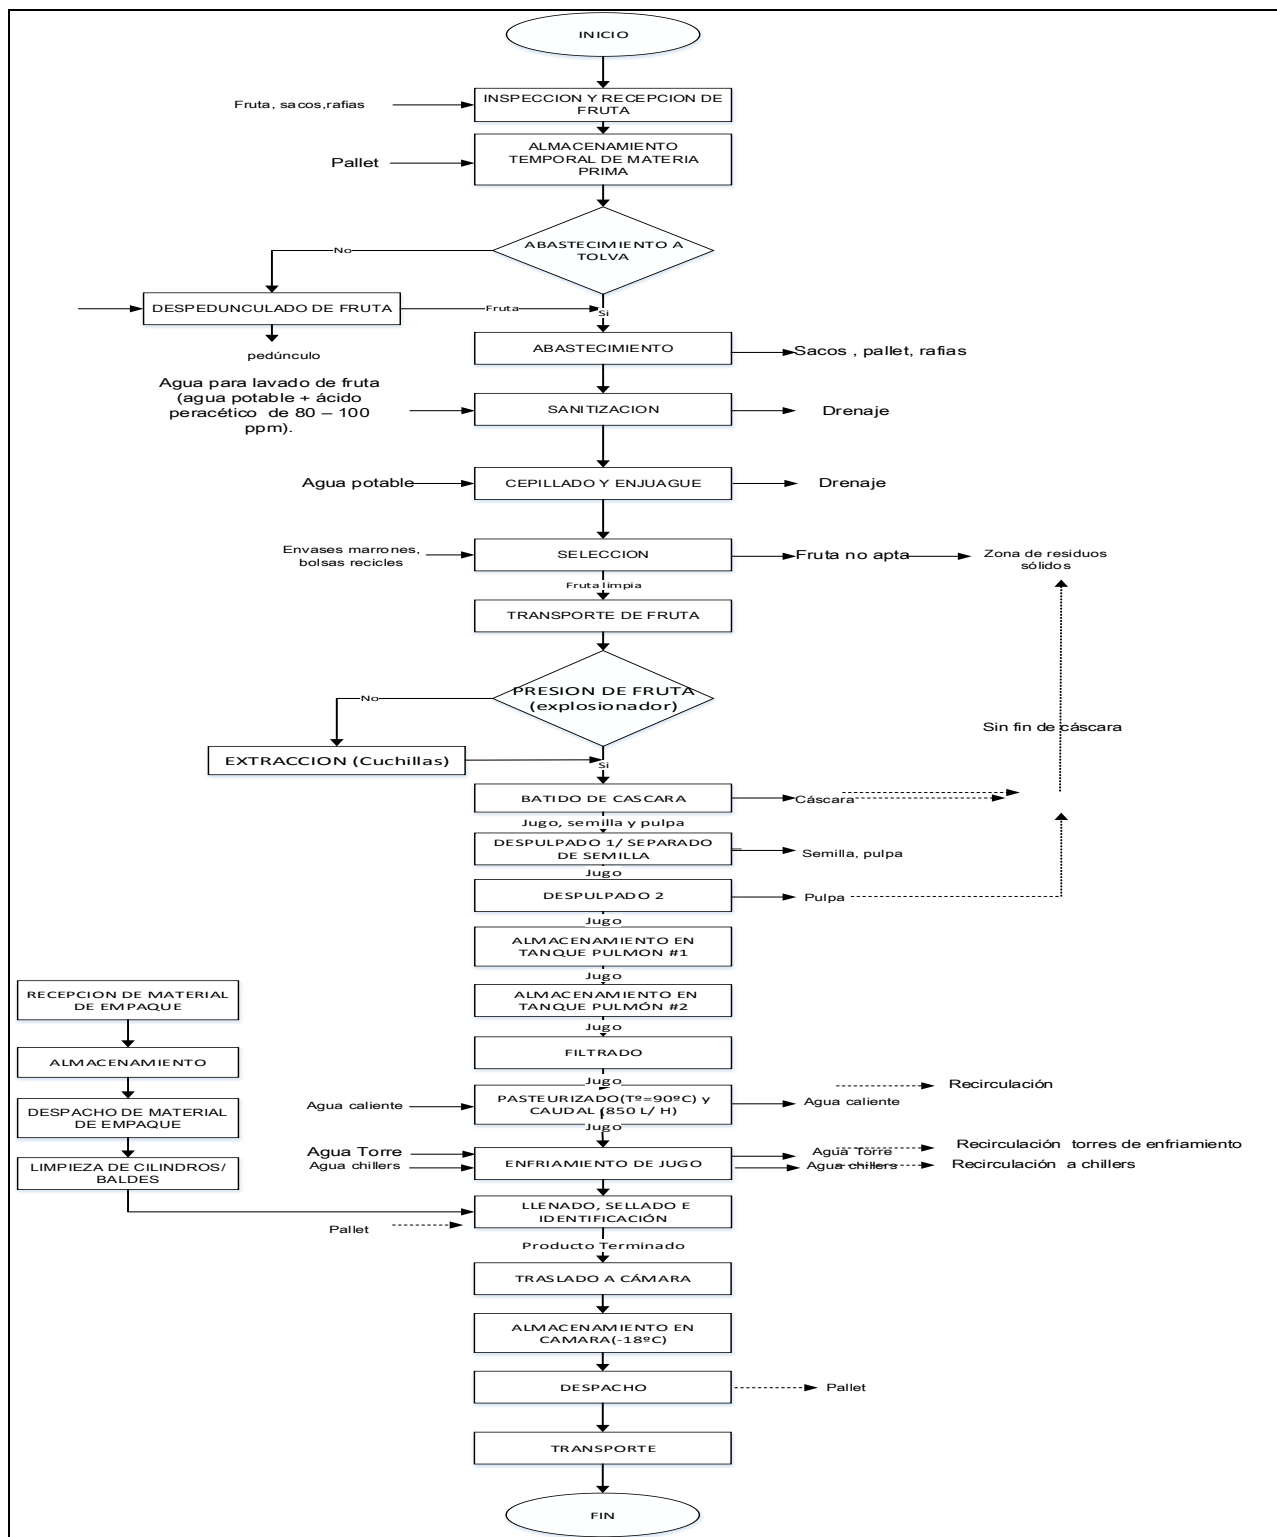 INICIO
Fruta, sacos,rafias
INSPECCION Y RECEPCION DE
FRUTA
Pallet
ALMACENAMIENTO
TEMPORAL DE MATERIA
PRIMA
ABASTECIMIENTO A
TOLVA
No
DESPEDUNCULADO DE FRUTA
Fruta
Si
pedúnculo
ABASTECIMIENTO
Sacos , pallet, rafias
Agua para lavado de fruta
(agua potable + ácido
peracético de 80 – 100
ppm).
SANITIZACION
Drenaje
Agua potable
CEPILLADO Y ENJUAGUE
Drenaje
Envases marrones,
bolsas recicles
SELECCION
Fruta no apta
Zona de residuos
sólidos
Fruta limpia
TRANSPORTE DE FRUTA
PRESION DE FRUTA
(explosionador)
No
Sin fin de cáscara
EXTRACCION (Cuchillas)
Si
BATIDO DE CASCARA
Cáscara
Jugo, semilla y pulpa
DESPULPADO 1/ SEPARADO
DE SEMILLA
Semilla, pulpa
Jugo
DESPULPADO 2
Pulpa
Jugo
ALMACENAMIENTO EN
TANQUE PULMON #1
Jugo
ALMACENAMIENTO EN
TANQUE PULMÓN #2
Jugo
FILTRADO
Jugo
RECEPCION DE MATERIAL
DE EMPAQUE
ALMACENAMIENTO
DESPACHO DE MATERIAL
DE EMPAQUE
LIMPIEZA DE CILINDROS/
BALDES
Agua caliente
PASTEURIZADO(Tº=90ºC) y
CAUDAL (850 L/ H)
Agua caliente
Recirculación
Jugo
Agua Torre
Agua chillers
ENFRIAMIENTO DE JUGO
Agua Torre
Agua chillers
Recirculación torres de enfriamiento
Recirculación a chillers
Pallet
LLENADO, SELLADO E
IDENTIFICACIÓN
Producto Terminado
TRASLADO A CÁMARA
ALMACENAMIENTO EN
CAMARA(-18ºC)
DESPACHO
Pallet
TRANSPORTE
FIN